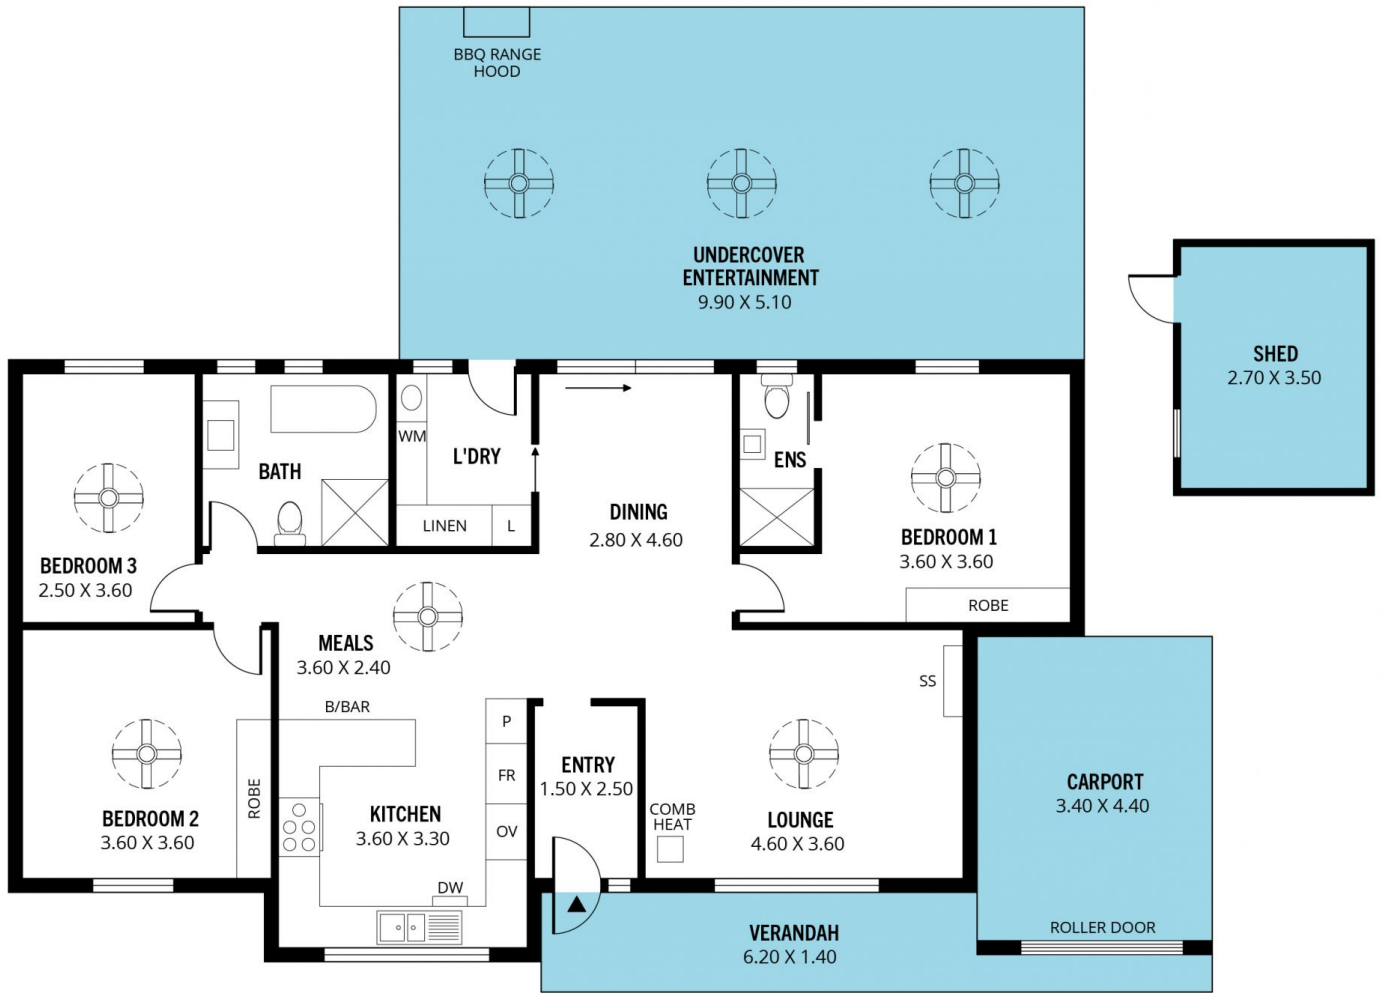 BBQ RANGE
HOOD
UNDERCOVER
ENTERTAINMENT
9.90 X 5.10
SHED
2.70 X 3.50
WM
L'DRY
LINEN
L
BATH
ENS
DINING
2.80 X 4.60
BEDROOM 1
3.60 X 3.60
ROBE
BEDROOM 3
2.50 X 3.60
MEALS
3.60 X 2.40
B/BAR
P
FR
OV
DW
KITCHEN
3.60 X 3.30
BEDROOM 2
3.60 X 3.60
ROBE
ENTRY
1.50 X 2.50
COMB
HEAT
LOUNGE
4.60 X 3.60
SS
CARPORT
3.40 X 4.40
ROLLER DOOR
VERANDAH
6.20 X 1.40